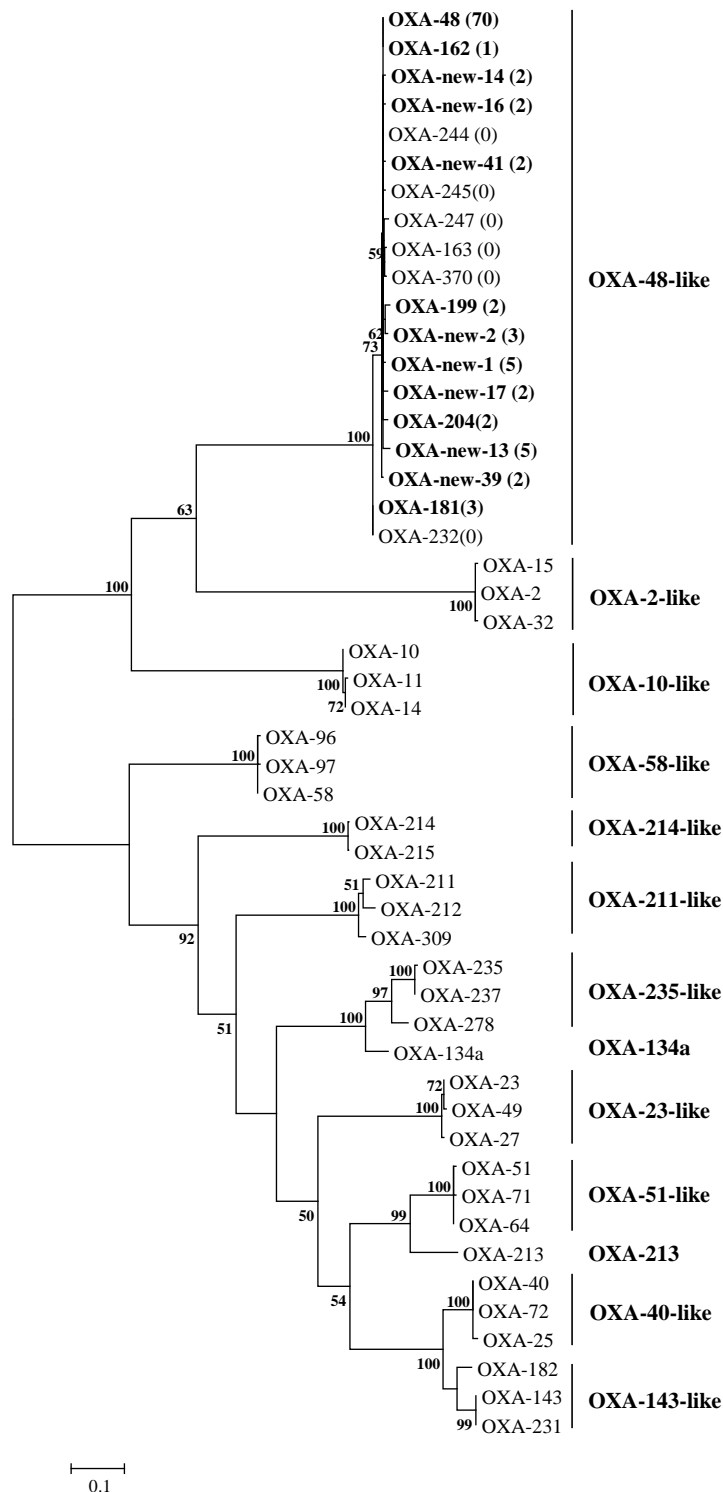 OXA-48 (70)
OXA-162 (1)
OXA-new-14 (2)
OXA-new-16 (2)
OXA-244 (0)
OXA-new-41 (2)
OXA-245(0)
OXA-247 (0)
59
OXA-163 (0)
OXA-370 (0)
OXA-48-like
OXA-199 (2)
62
OXA-new-2 (3)
73
OXA-new-1 (5)
OXA-new-17 (2)
OXA-204(2)
100
OXA-new-13 (5)
OXA-new-39 (2)
63
OXA-181(3)
OXA-232(0)
OXA-15
100
OXA-2
OXA-2-like
100
OXA-32
OXA-10
100
OXA-11
OXA-10-like
72
OXA-14
OXA-96
100
OXA-97
OXA-58-like
OXA-58
100
OXA-214
OXA-214-like
OXA-215
51
OXA-211
OXA-211-like
100
OXA-212
92
OXA-309
100
OXA-235
97
OXA-237
OXA-235-like
100
OXA-278
51
OXA-134a
OXA-134a
72
OXA-23
100
OXA-49
OXA-23-like
OXA-27
OXA-51
100
OXA-71
OXA-51-like
50
99
OXA-64
OXA-213
OXA-213
OXA-40
54
100
OXA-72
OXA-40-like
OXA-25
100
OXA-182
OXA-143
OXA-143-like
99
OXA-231
0.1